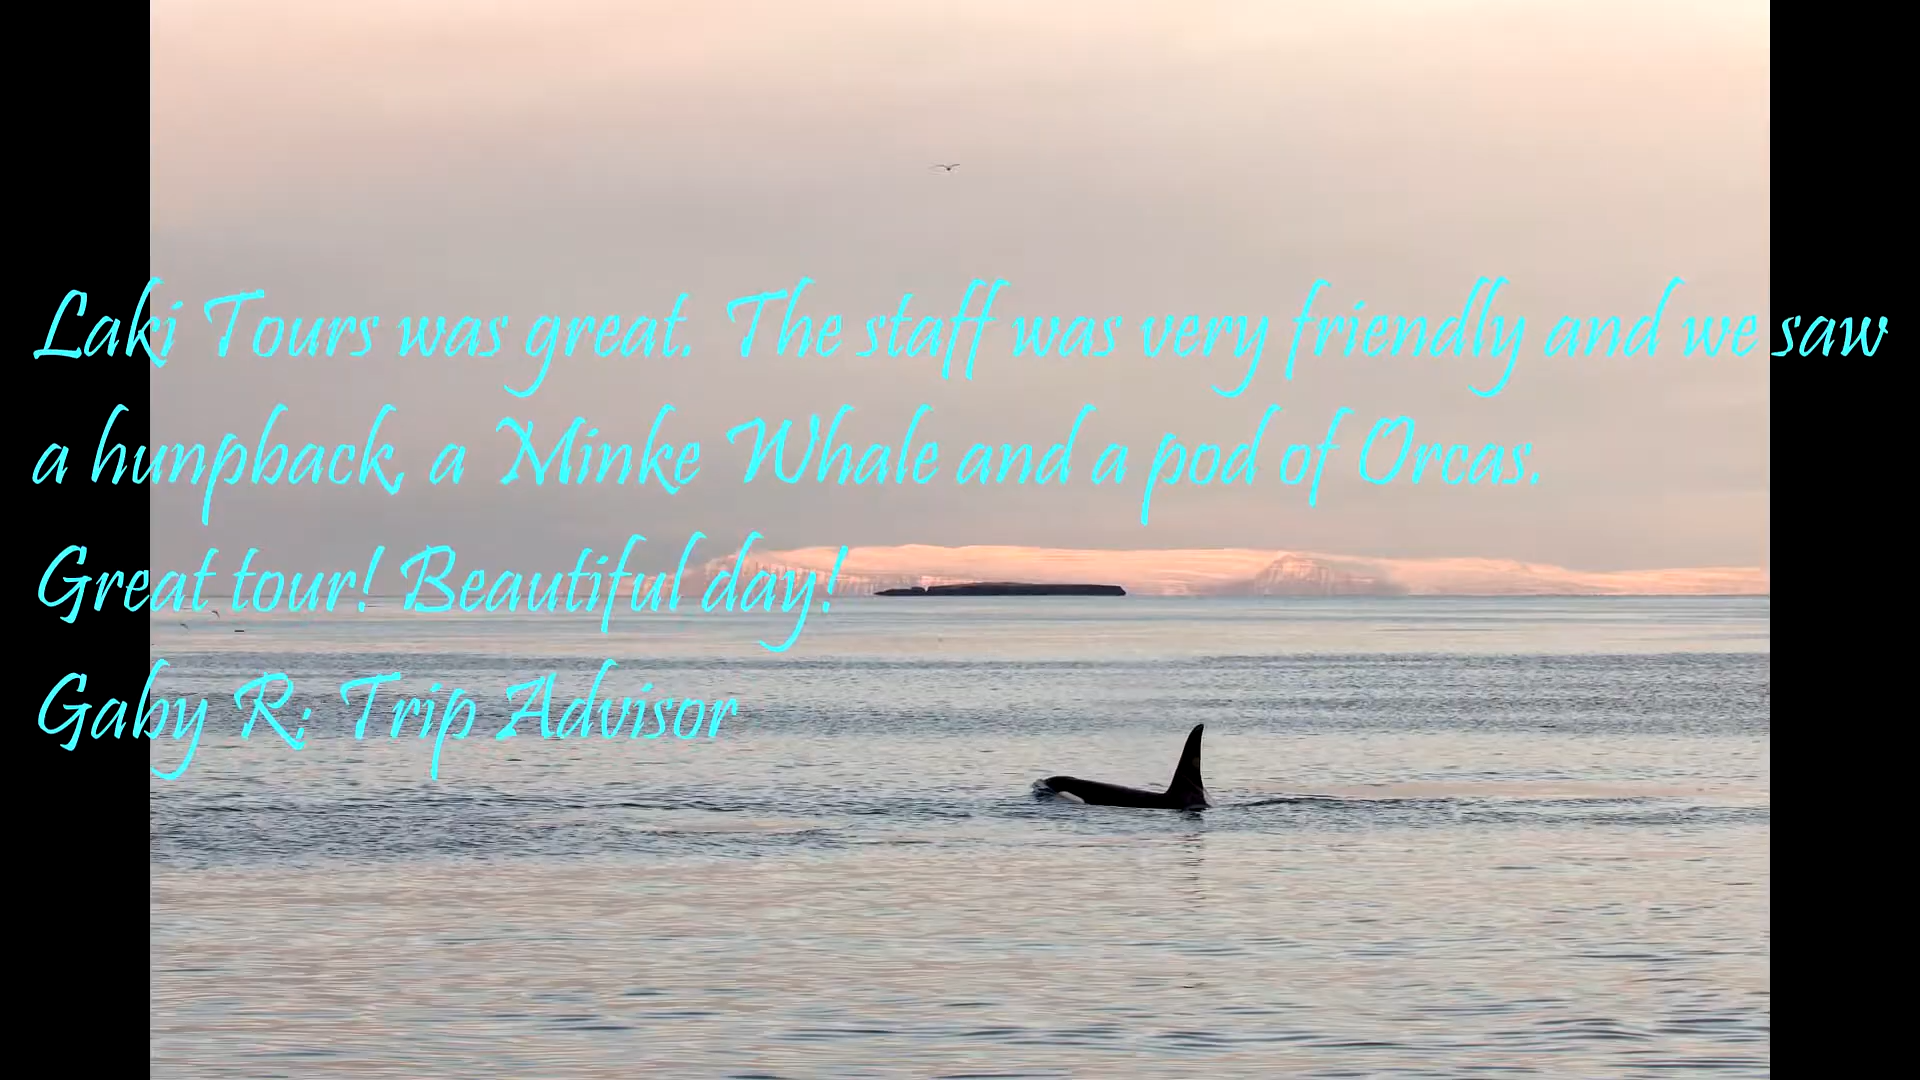 Laki Tours was great. The staff was very friendly and we saw
a hunpback, a Minke Whale and a pod of Orcas.
Great tour! Beautiful day!
Gaby R: Trip Advisor